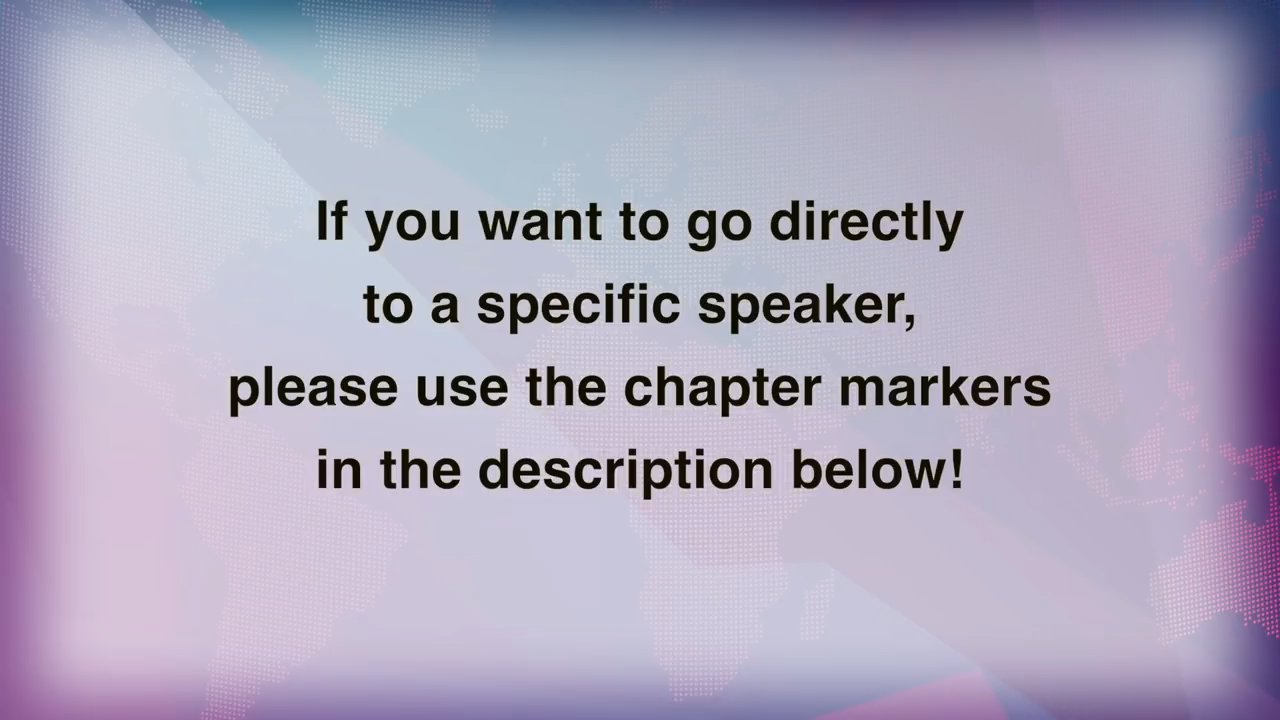 If you want to go directly
to a specific speaker,
please use the chapter markers
in the description below!